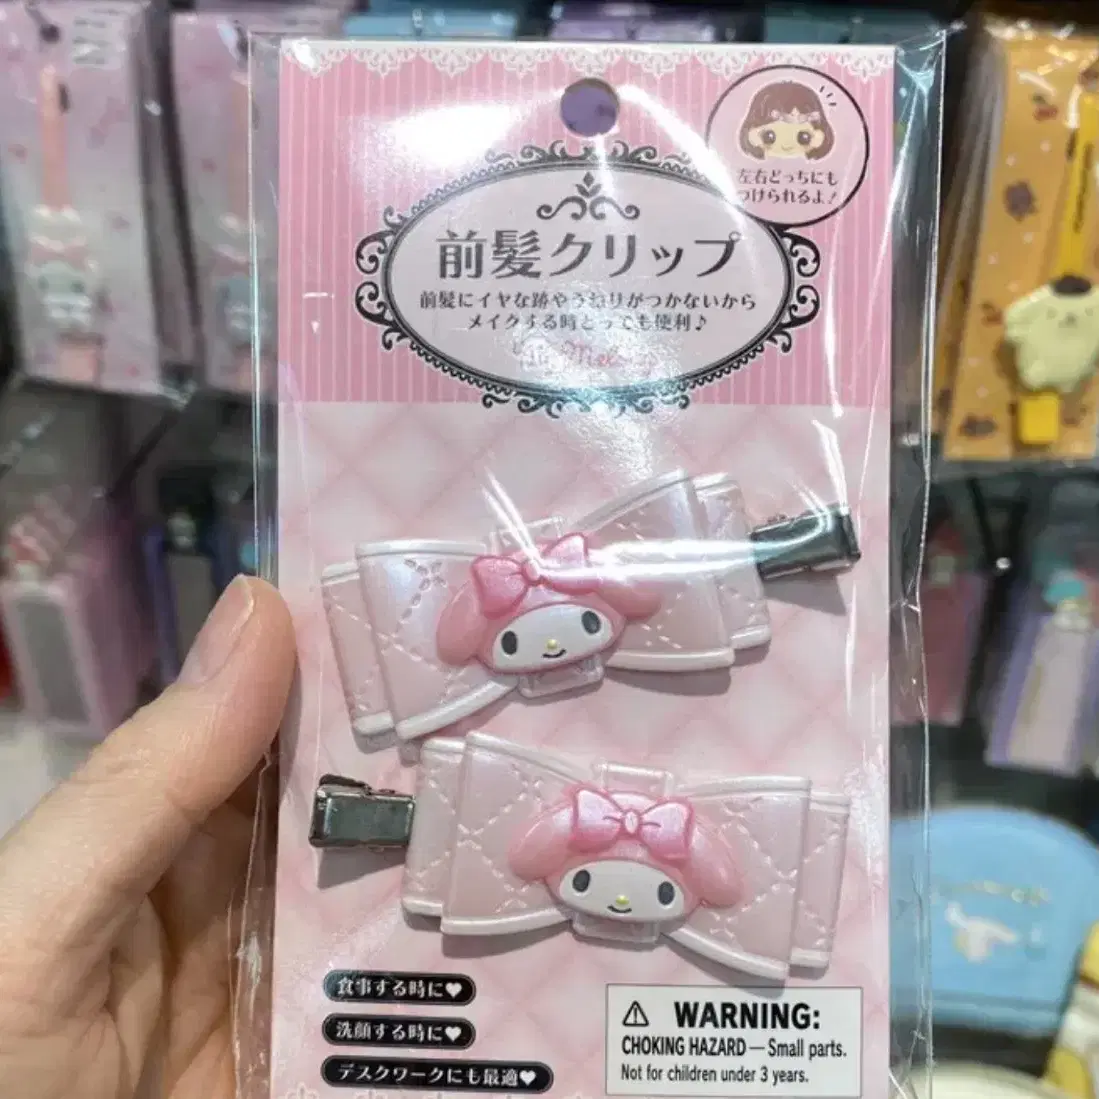 左右どっちにも
つけられるよ!
前髪クリップ
前髪にイヤな跡やうねりがつかないから
メイクする時とっても便利♪
My Melody
食事する時に♥
洗顔する時に♥
デスクワークにも最適♥
⚠ WARNING:
CHOKING HAZARD — Small parts.
Not for children under 3 years.